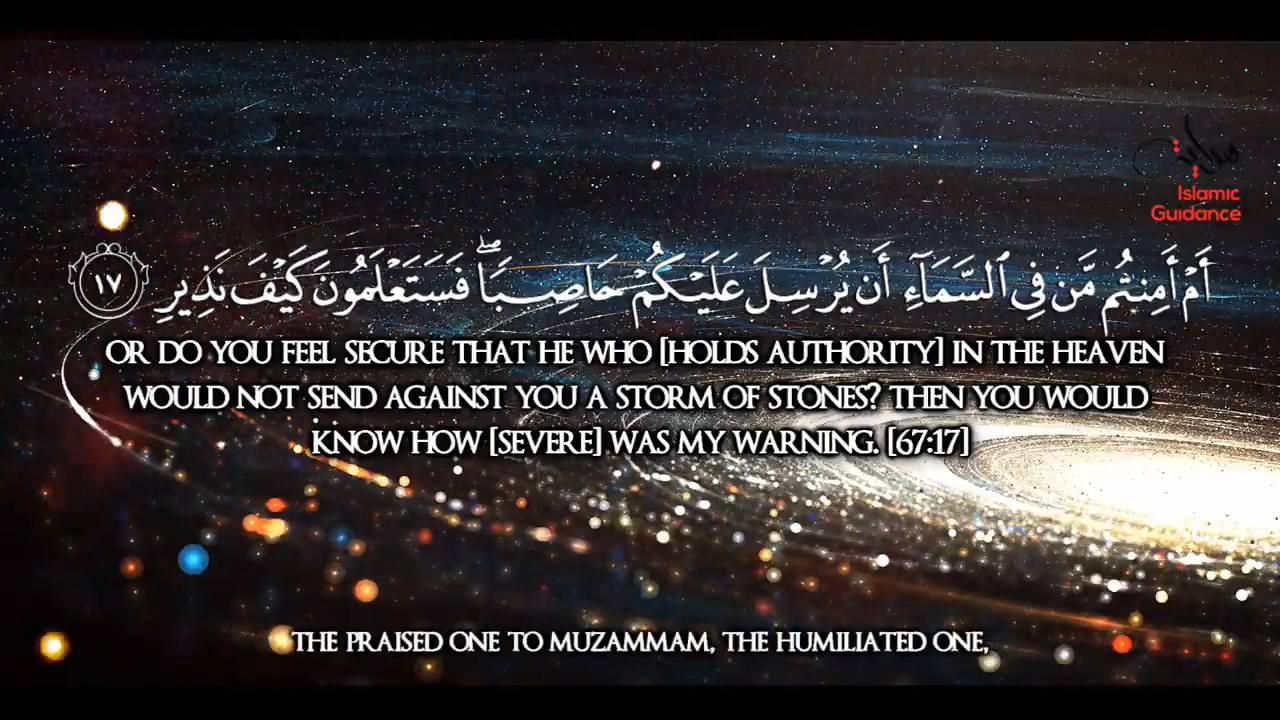 Islamic
Guidance
أَمْ أَمِنتُم مَّن فِى ٱلسَّمَآءِ أَن يُرْسِلَ عَلَيْكُمْ حَاصِبًا ۖ فَسَتَعْلَمُونَ كَيْفَ نَذِيرِ ١٧
OR DO YOU FEEL SECURE THAT HE WHO [HOLDS AUTHORITY] IN THE HEAVEN
WOULD NOT SEND AGAINST YOU A STORM OF STONES? THEN YOU WOULD
KNOW HOW [SEVERE] WAS MY WARNING. [67:17]
THE PRAISED ONE TO MUZAMMAM, THE HUMILIATED ONE,